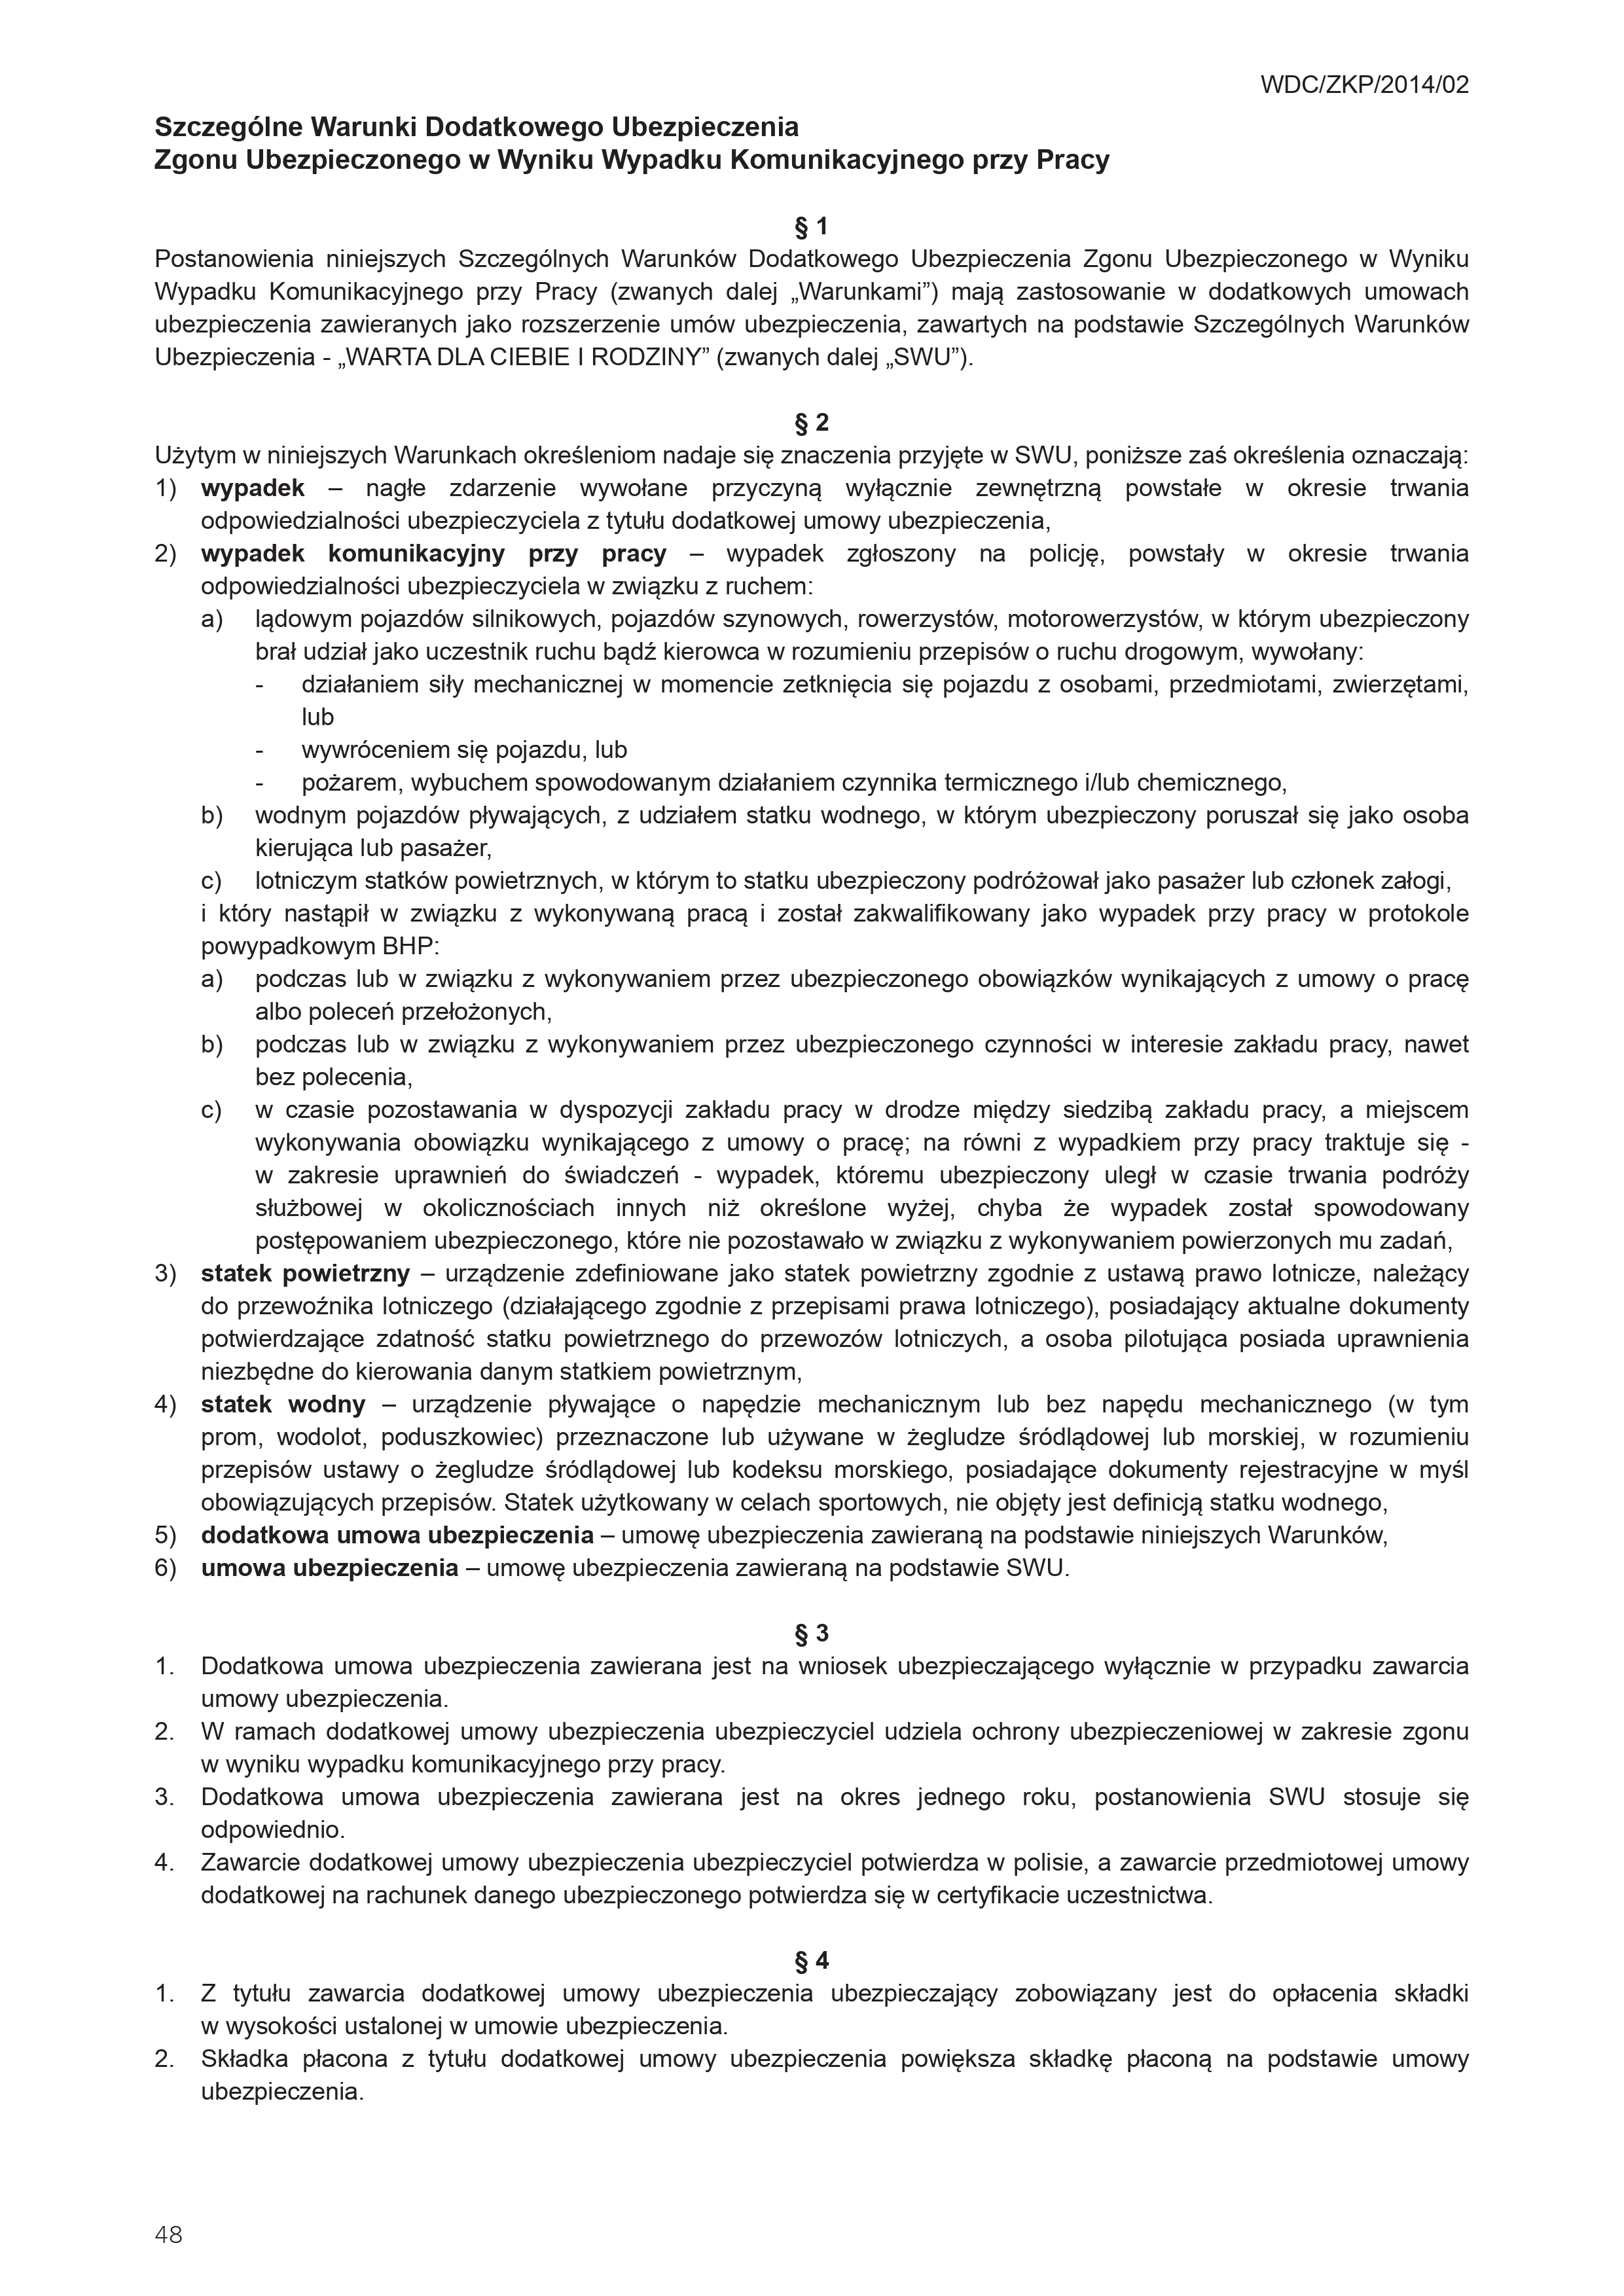 WDC/ZKP/2014/02
Szczególne Warunki Dodatkowego Ubezpieczenia
Zgonu Ubezpieczonego w Wyniku Wypadku Komunikacyjnego przy Pracy
§ 1
Postanowienia niniejszych Szczególnych Warunków Dodatkowego Ubezpieczenia Zgonu Ubezpieczonego w Wyniku
Wypadku Komunikacyjnego przy Pracy (zwanych dalej „Warunkami”) mają zastosowanie w dodatkowych umowach
ubezpieczenia zawieranych jako rozszerzenie umów ubezpieczenia, zawartych na podstawie Szczególnych Warunków
Ubezpieczenia - „WARTA DLA CIEBIE I RODZINY” (zwanych dalej „SWU”).
§ 2
Użytym w niniejszych Warunkach określeniom nadaje się znaczenia przyjęte w SWU, poniższe zaś określenia oznaczają:
1) wypadek – nagłe zdarzenie wywołane przyczyną wyłącznie zewnętrzną powstałe w okresie trwania
odpowiedzialności ubezpieczyciela z tytułu dodatkowej umowy ubezpieczenia,
2) wypadek komunikacyjny przy pracy – wypadek zgłoszony na policję, powstały w okresie trwania
odpowiedzialności ubezpieczyciela w związku z ruchem:
a) lądowym pojazdów silnikowych, pojazdów szynowych, rowerzystów, motorowerzystów, w którym ubezpieczony
brał udział jako uczestnik ruchu bądź kierowca w rozumieniu przepisów o ruchu drogowym, wywołany:
- działaniem siły mechanicznej w momencie zetknięcia się pojazdu z osobami, przedmiotami, zwierzętami,
lub
- wywróceniem się pojazdu, lub
- pożarem, wybuchem spowodowanym działaniem czynnika termicznego i/lub chemicznego,
b) wodnym pojazdów pływających, z udziałem statku wodnego, w którym ubezpieczony poruszał się jako osoba
kierująca lub pasażer,
c) lotniczym statków powietrznych, w którym to statku ubezpieczony podróżował jako pasażer lub członek załogi,
i który nastąpił w związku z wykonywaną pracą i został zakwalifikowany jako wypadek przy pracy w protokole
powypadkowym BHP:
a) podczas lub w związku z wykonywaniem przez ubezpieczonego obowiązków wynikających z umowy o pracę
albo poleceń przełożonych,
b) podczas lub w związku z wykonywaniem przez ubezpieczonego czynności w interesie zakładu pracy, nawet
bez polecenia,
c) w czasie pozostawania w dyspozycji zakładu pracy w drodze między siedzibą zakładu pracy, a miejscem
wykonywania obowiązku wynikającego z umowy o pracę; na równi z wypadkiem przy pracy traktuje się -
w zakresie uprawnień do świadczeń - wypadek, któremu ubezpieczony uległ w czasie trwania podróży
służbowej w okolicznościach innych niż określone wyżej, chyba że wypadek został spowodowany
postępowaniem ubezpieczonego, które nie pozostawało w związku z wykonywaniem powierzonych mu zadań,
3) statek powietrzny – urządzenie zdefiniowane jako statek powietrzny zgodnie z ustawą prawo lotnicze, należący
do przewoźnika lotniczego (działającego zgodnie z przepisami prawa lotniczego), posiadający aktualne dokumenty
potwierdzające zdatność statku powietrznego do przewozów lotniczych, a osoba pilotująca posiada uprawnienia
niezbędne do kierowania danym statkiem powietrznym,
4) statek wodny – urządzenie pływające o napędzie mechanicznym lub bez napędu mechanicznego (w tym
prom, wodolot, poduszkowiec) przeznaczone lub używane w żegludze śródlądowej lub morskiej, w rozumieniu
przepisów ustawy o żegludze śródlądowej lub kodeksu morskiego, posiadające dokumenty rejestracyjne w myśl
obowiązujących przepisów. Statek użytkowany w celach sportowych, nie objęty jest definicją statku wodnego,
5) dodatkowa umowa ubezpieczenia – umowę ubezpieczenia zawieraną na podstawie niniejszych Warunków,
6) umowa ubezpieczenia – umowę ubezpieczenia zawieraną na podstawie SWU.
§ 3
1. Dodatkowa umowa ubezpieczenia zawierana jest na wniosek ubezpieczającego wyłącznie w przypadku zawarcia
umowy ubezpieczenia.
2. W ramach dodatkowej umowy ubezpieczenia ubezpieczyciel udziela ochrony ubezpieczeniowej w zakresie zgonu
w wyniku wypadku komunikacyjnego przy pracy.
3. Dodatkowa umowa ubezpieczenia zawierana jest na okres jednego roku, postanowienia SWU stosuje się
odpowiednio.
4. Zawarcie dodatkowej umowy ubezpieczenia ubezpieczyciel potwierdza w polisie, a zawarcie przedmiotowej umowy
dodatkowej na rachunek danego ubezpieczonego potwierdza się w certyfikacie uczestnictwa.
§ 4
1. Z tytułu zawarcia dodatkowej umowy ubezpieczenia ubezpieczający zobowiązany jest do opłacenia składki
w wysokości ustalonej w umowie ubezpieczenia.
2. Składka płacona z tytułu dodatkowej umowy ubezpieczenia powiększa składkę płaconą na podstawie umowy
ubezpieczenia.
48